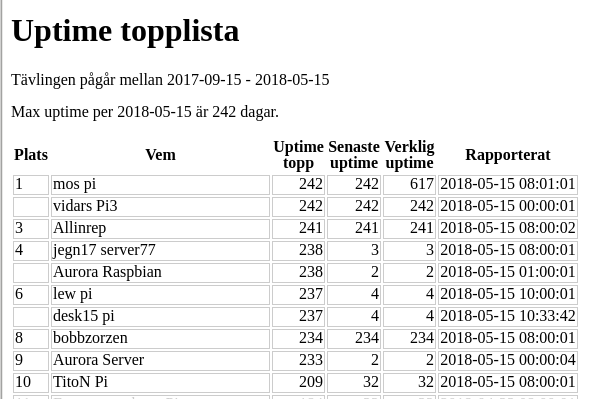 Uptime topplista
Tävlingen pågår mellan 2017-09-15 - 2018-05-15
Max uptime per 2018-05-15 är 242 dagar.
Plats Vem Uptime topp Senaste uptime Verklig uptime Rapporterat
1 mos pi 242 242 617 2018-05-15 08:01:01
vidars Pi3 242 242 242 2018-05-15 00:00:01
3 Allinrep 241 241 241 2018-05-15 08:00:02
4 jegn17 server77 238 3 3 2018-05-15 08:00:01
Aurora Raspbian 238 2 2 2018-05-15 01:00:01
6 lew pi 237 4 4 2018-05-15 10:00:01
desk15 pi 237 4 4 2018-05-15 10:33:42
8 bobbzorzen 234 234 234 2018-05-15 08:00:01
9 Aurora Server 233 2 2 2018-05-15 00:00:04
10 TitoN Pi 209 32 32 2018-05-15 08:00:01